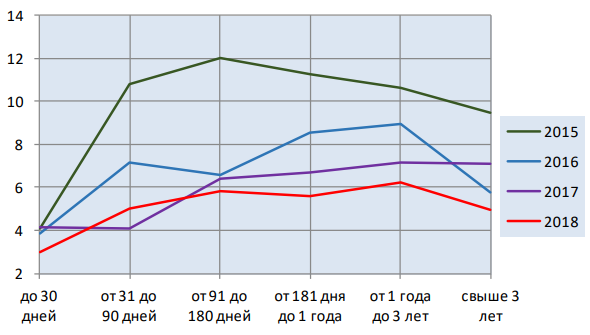 14
12
10
8
6
4
2
до 30 дней
от 31 до 90 дней
от 91 до 180 дней
от 181 дня до 1 года
от 1 года до 3 лет
свыше 3 лет
2015
2016
2017
2018